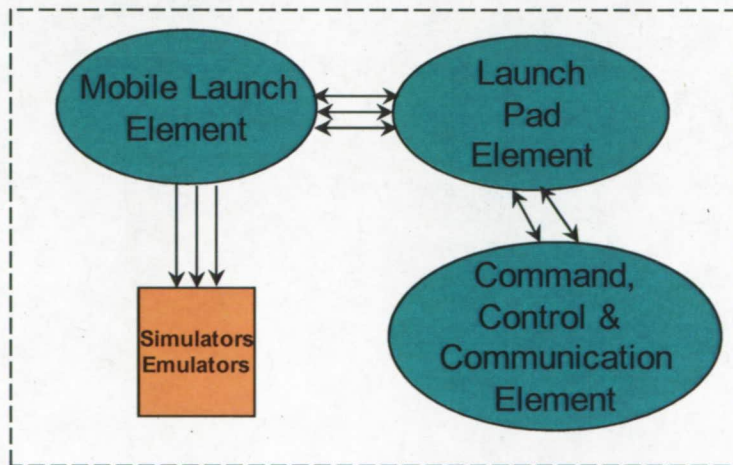 Mobile Launch
Element
Launch
Pad
Element
Simulators
Emulators
Command,
Control &
Communication
Element